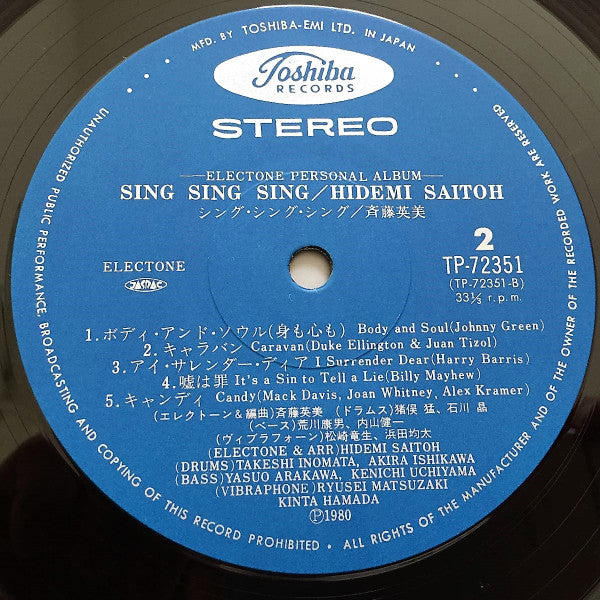 MFD. BY TOSHIBA-EMI LTD. IN JAPAN
Toshiba
RECORDS
STEREO
ELECTONE PERSONAL ALBUM
SING SING SING/HIDEMI SAITOH
シング・シング・シング/斉藤英美
ELECTONE
JASRAC
2
TP-72351
(TP-72351-B)
33⅓ r.p.m.
1.ボディ・アンド・ソウル(身も心も) Body and Soul(Johnny Green)
2.キャラバン Caravan(Duke Ellington & Juan Tizol)
3.アイ・サレンダー・ディア I Surrender Dear(Harry Barris)
4.嘘は罪 It's a Sin to Tell a Lie(Billy Mayhew)
5.キャンディ Candy(Mack Davis, Joan Whitney, Alex Kramer)
(エレクトーン&編曲)斉藤英美 (ドラムス)猪俣 猛、石川 晶
(ベース)荒川康男、内山健一
(ヴィブラフォーン)松崎竜生、浜田均太
(ELECTONE & ARR)HIDEMI SAITOH
(DRUMS)TAKESHI INOMATA, AKIRA ISHIKAWA
(BASS)YASUO ARAKAWA, KENICHI UCHIYAMA
(VIBRAPHONE)RYUSEI MATSUZAKI
KINTA HAMADA
Ⓟ1980
UNAUTHORIZED PUBLIC PERFORMANCE, BROADCASTING AND COPYING OF THIS RECORD PROHIBITED • ALL RIGHTS OF THE MANUFACTURER AND OF THE OWNER OF THE RECORDED WORK ARE RESERVED